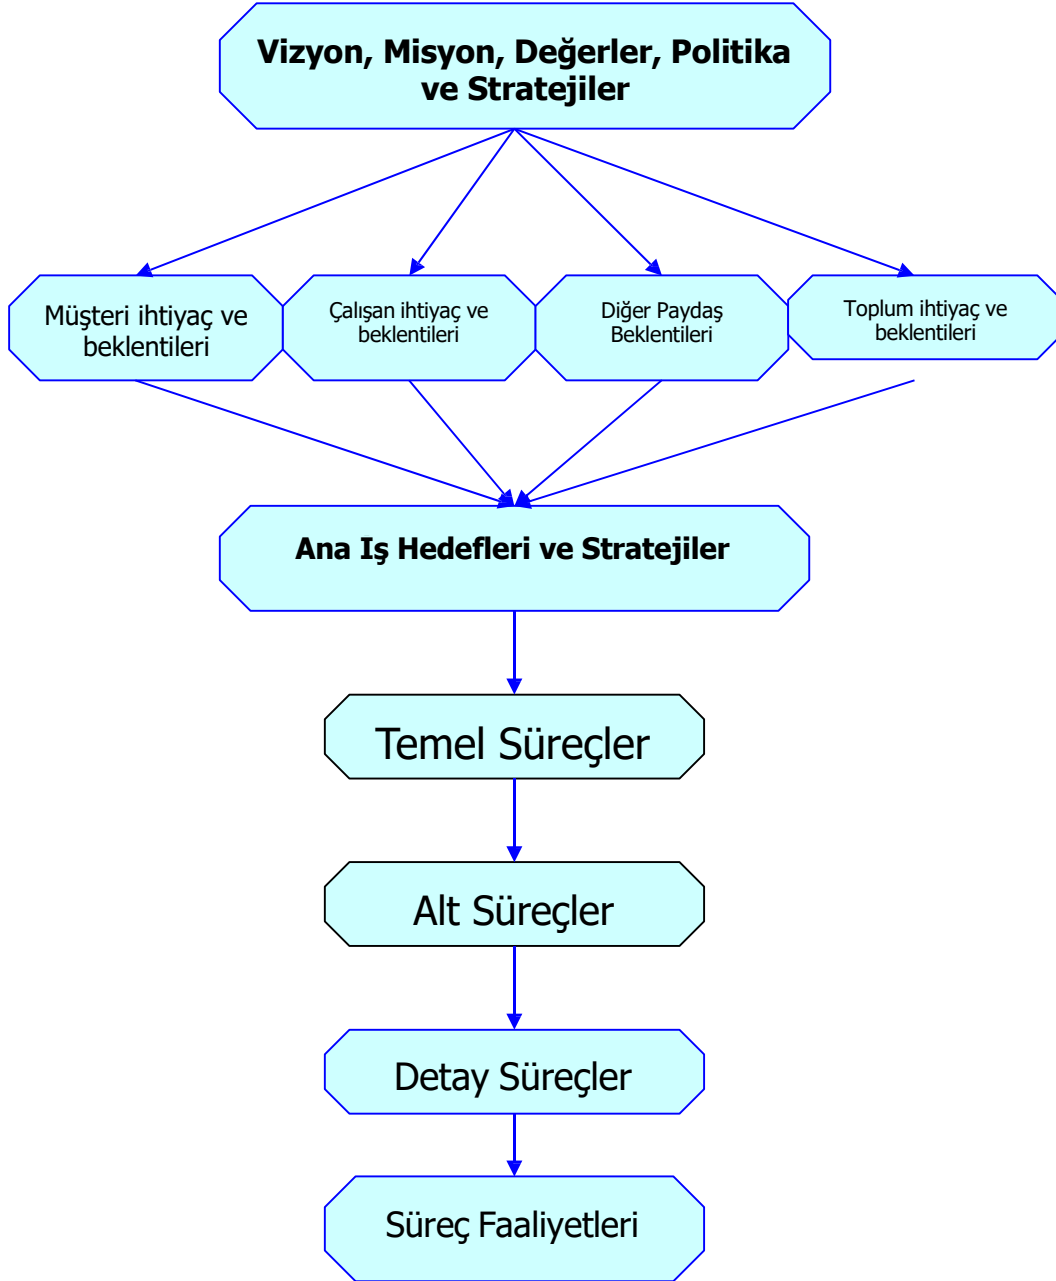 Vizyon, Misyon, Değerler, Politika
ve Stratejiler
Müşteri ihtiyaç ve
beklentileri
Çalışan ihtiyaç ve
beklentileri
Diğer Paydaş
Beklentileri
Toplum ihtiyaç ve
beklentileri
Ana Iş Hedefleri ve Stratejiler
Temel Süreçler
Alt Süreçler
Detay Süreçler
Süreç Faaliyetleri